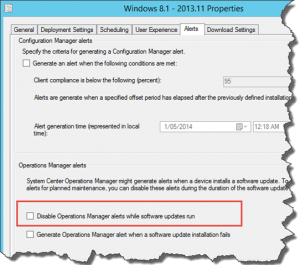 Windows 8.1 - 2013.11 Properties
General Deployment Settings Scheduling User Experience Alerts Download Settings
Configuration Manager alerts
Specify the criteria for generating a Configuration Manager alert.
Generate an alert when the following conditions are met:
Client compliance is below the following (percent):
95
Alerts are generate when a specified offset period has elapsed after the predefined installation
Alert generation time (represented in local
time):
1/05/2014
12:18 AM
Operations Manager alerts
System Center Operations Manager might generate alerts when a device installs a software update. To
alerts for planned maintenance, you can disable these alerts during the duration of the software update
Disable Operations Manager alerts while software updates run
Generate Operations Manager alert when a software update installation fails